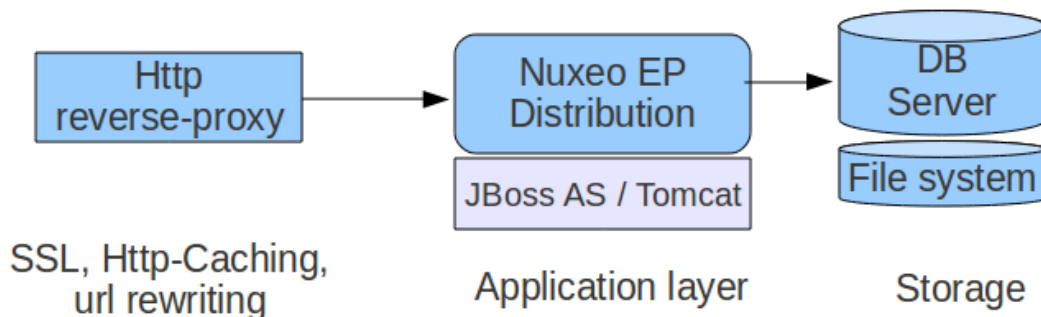 Http
reverse-proxy
Nuxeo EP
Distribution
JBoss AS / Tomcat
DB
Server
File system
SSL, Http-Caching,
url rewriting
Application layer
Storage